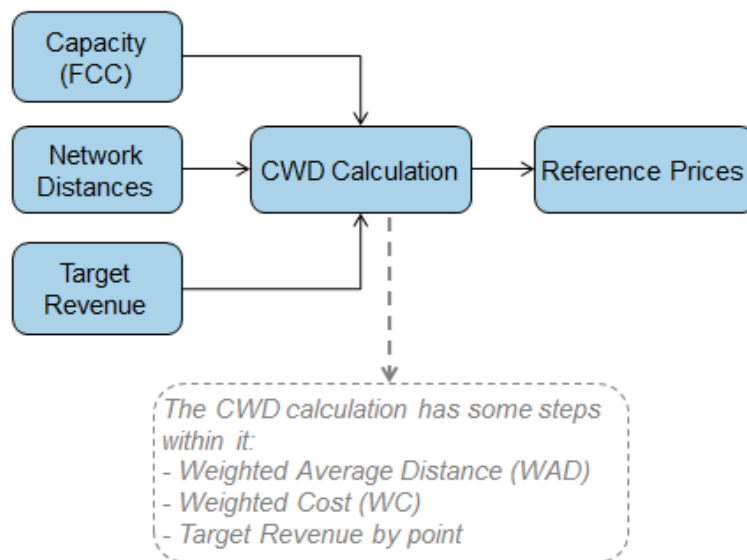 Capacity
(FCC)
Network
Distances
CWD Calculation
Reference Prices
Target
Revenue
The CWD calculation has some steps
within it:
- Weighted Average Distance (WAD)
- Weighted Cost (WC)
- Target Revenue by point